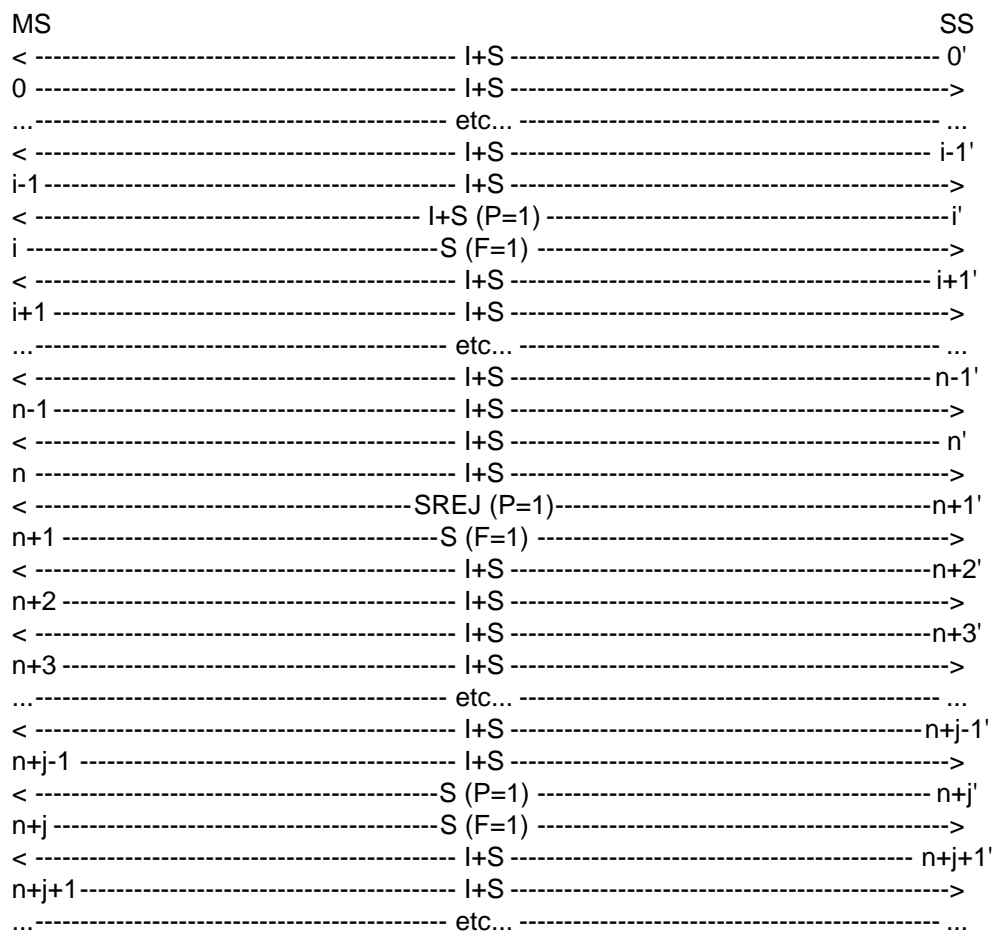 MS SS
< ----------------------------------------------- I+S ------------------------------------------------ 0'
0 ----------------------------------------------- I+S ------------------------------------------------->
...---------------------------------------------- etc... ----------------------------------------------- ...
< ----------------------------------------------- I+S ----------------------------------------------- i-1'
i-1 ---------------------------------------------- I+S ------------------------------------------------->
< ------------------------------------------- I+S (P=1) ---------------------------------------------i'
i ----------------------------------------------S (F=1) ---------------------------------------------->
< ----------------------------------------------- I+S ----------------------------------------------- i+1'
i+1 --------------------------------------------- I+S ------------------------------------------------->
...---------------------------------------------- etc... ----------------------------------------------- ...
< ----------------------------------------------- I+S -----------------------------------------------n-1'
n-1--------------------------------------------- I+S ------------------------------------------------->
< ----------------------------------------------- I+S ------------------------------------------------ n'
n ----------------------------------------------- I+S ------------------------------------------------->
< ------------------------------------------SREJ (P=1)------------------------------------------n+1'
n+1 ------------------------------------------S (F=1) ---------------------------------------------->
< ----------------------------------------------- I+S -----------------------------------------------n+2'
n+2 -------------------------------------------- I+S ------------------------------------------------->
< ----------------------------------------------- I+S -----------------------------------------------n+3'
n+3 -------------------------------------------- I+S ------------------------------------------------->
...---------------------------------------------- etc... ----------------------------------------------- ...
< ----------------------------------------------- I+S ----------------------------------------------n+j-1'
n+j-1 ------------------------------------------ I+S ------------------------------------------------->
< ---------------------------------------------S (P=1) -------------------------------------------- n+j'
n+j -------------------------------------------S (F=1) ---------------------------------------------->
< ----------------------------------------------- I+S --------------------------------------------- n+j+1'
n+j+1------------------------------------------ I+S ------------------------------------------------->
...---------------------------------------------- etc... ----------------------------------------------- ...